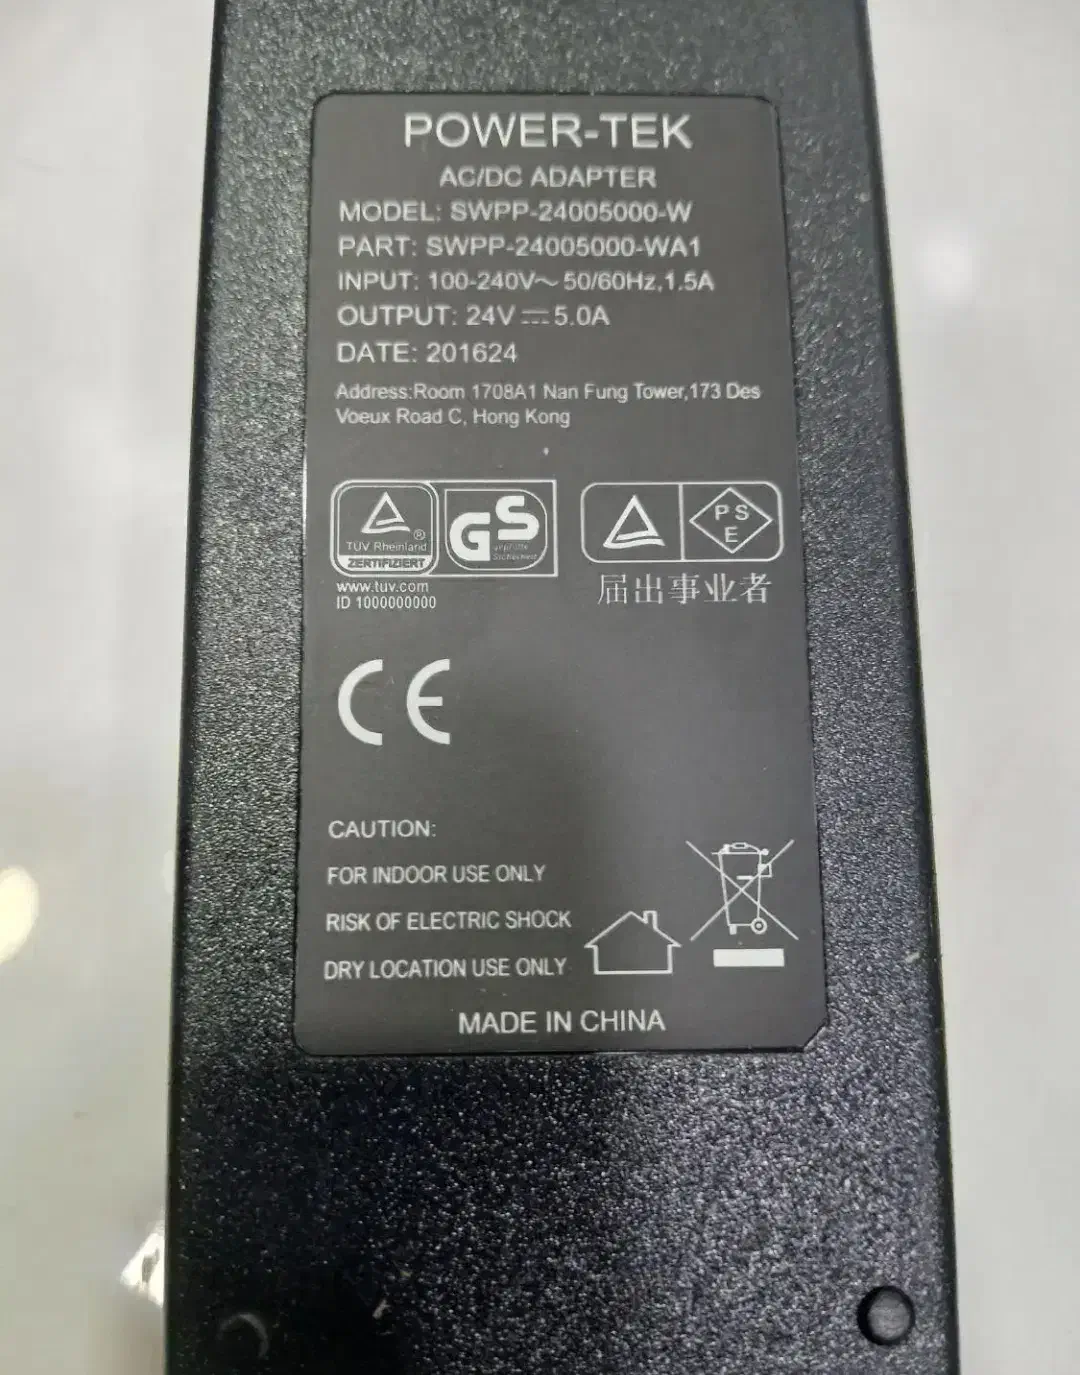 POWER-TEK
AC/DC ADAPTER
MODEL: SWPP-24005000-W
PART: SWPP-24005000-WA1
INPUT: 100-240V～ 50/60Hz,1.5A
OUTPUT: 24V⎓5.0A
DATE: 201624
Address:Room 1708A1 Nan Fung Tower,173 Des
Voeux Road C, Hong Kong
TÜV Rheinland ®
ZERTIFIZIERT
GS
geprüfte
Sicherheit
www.tuv.com
ID 1000000000
PS
E
届出事业者
CE
CAUTION:
FOR INDOOR USE ONLY
RISK OF ELECTRIC SHOCK
DRY LOCATION USE ONLY
MADE IN CHINA